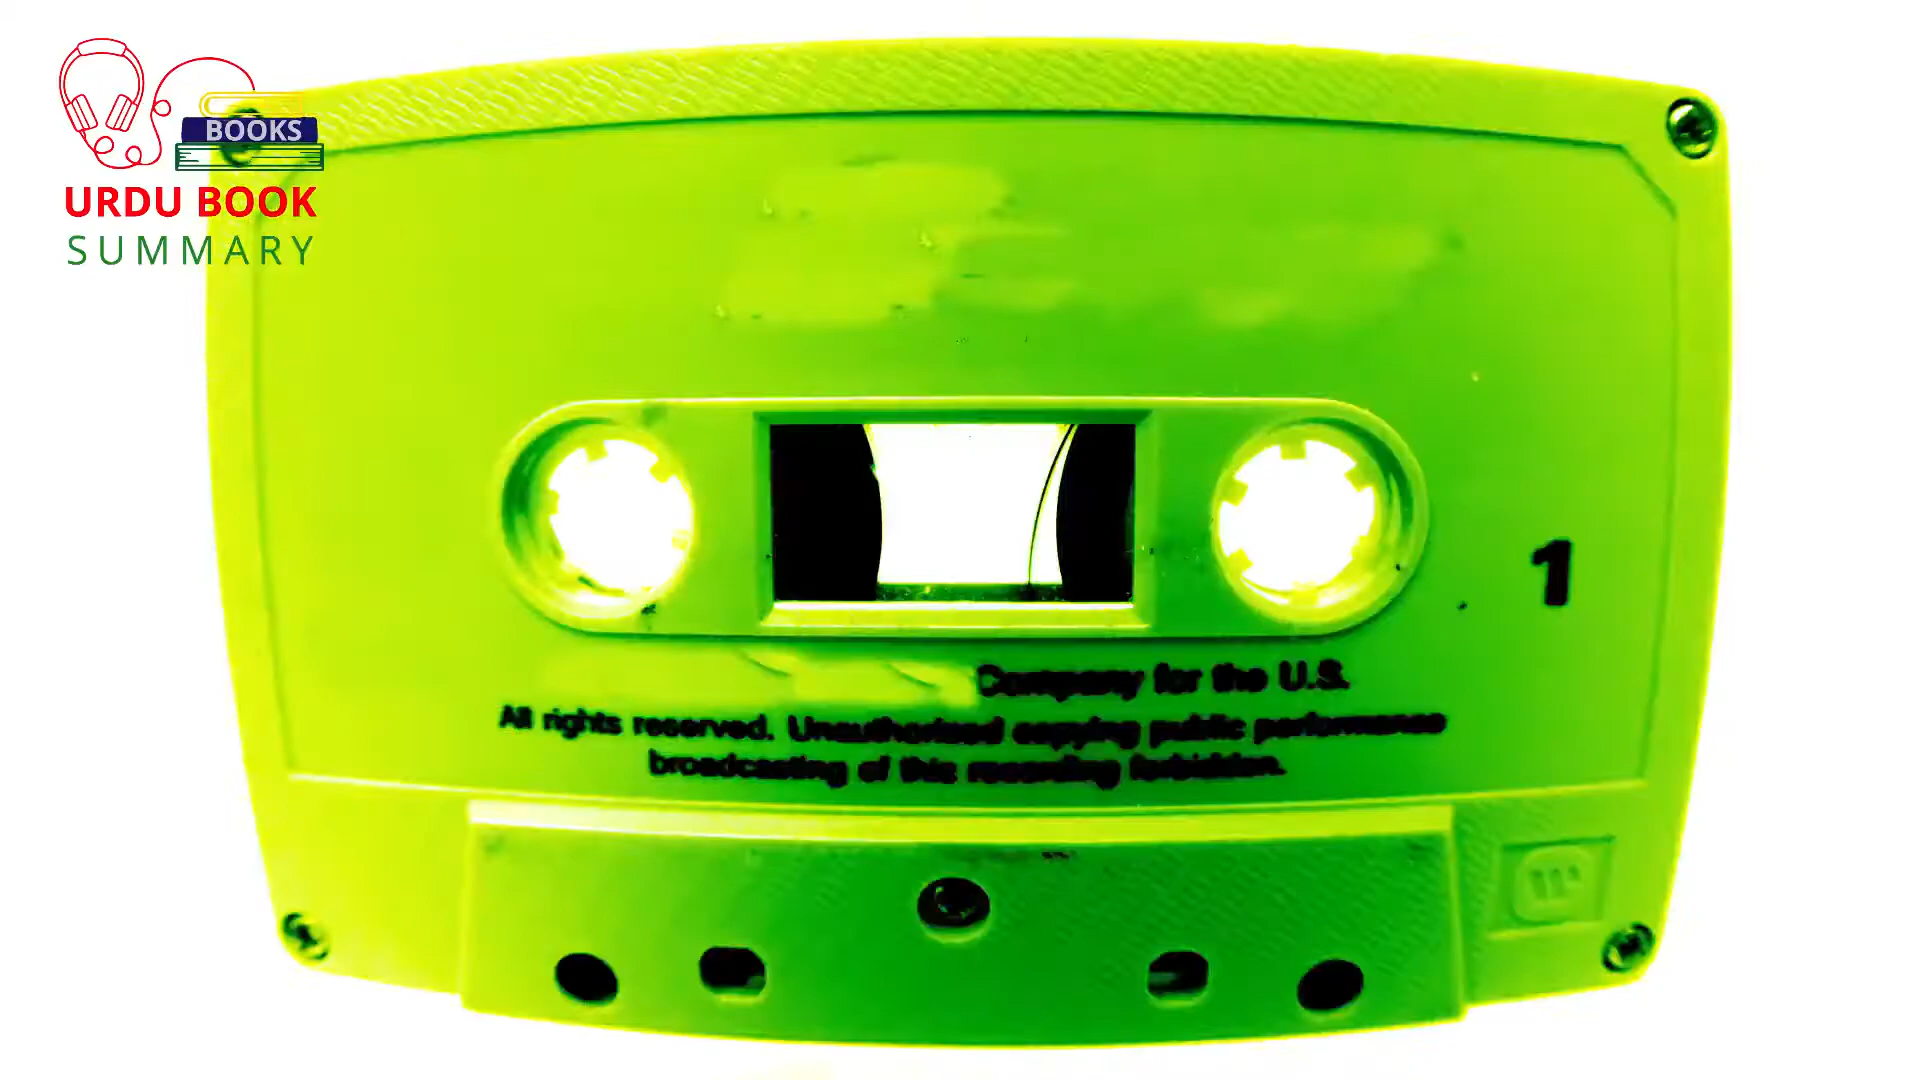 BOOKS
URDU BOOK
SUMMARY
1
Company for the U.S.
All rights reserved. Unauthorized copying public performance
broadcasting of this recording forbidden.